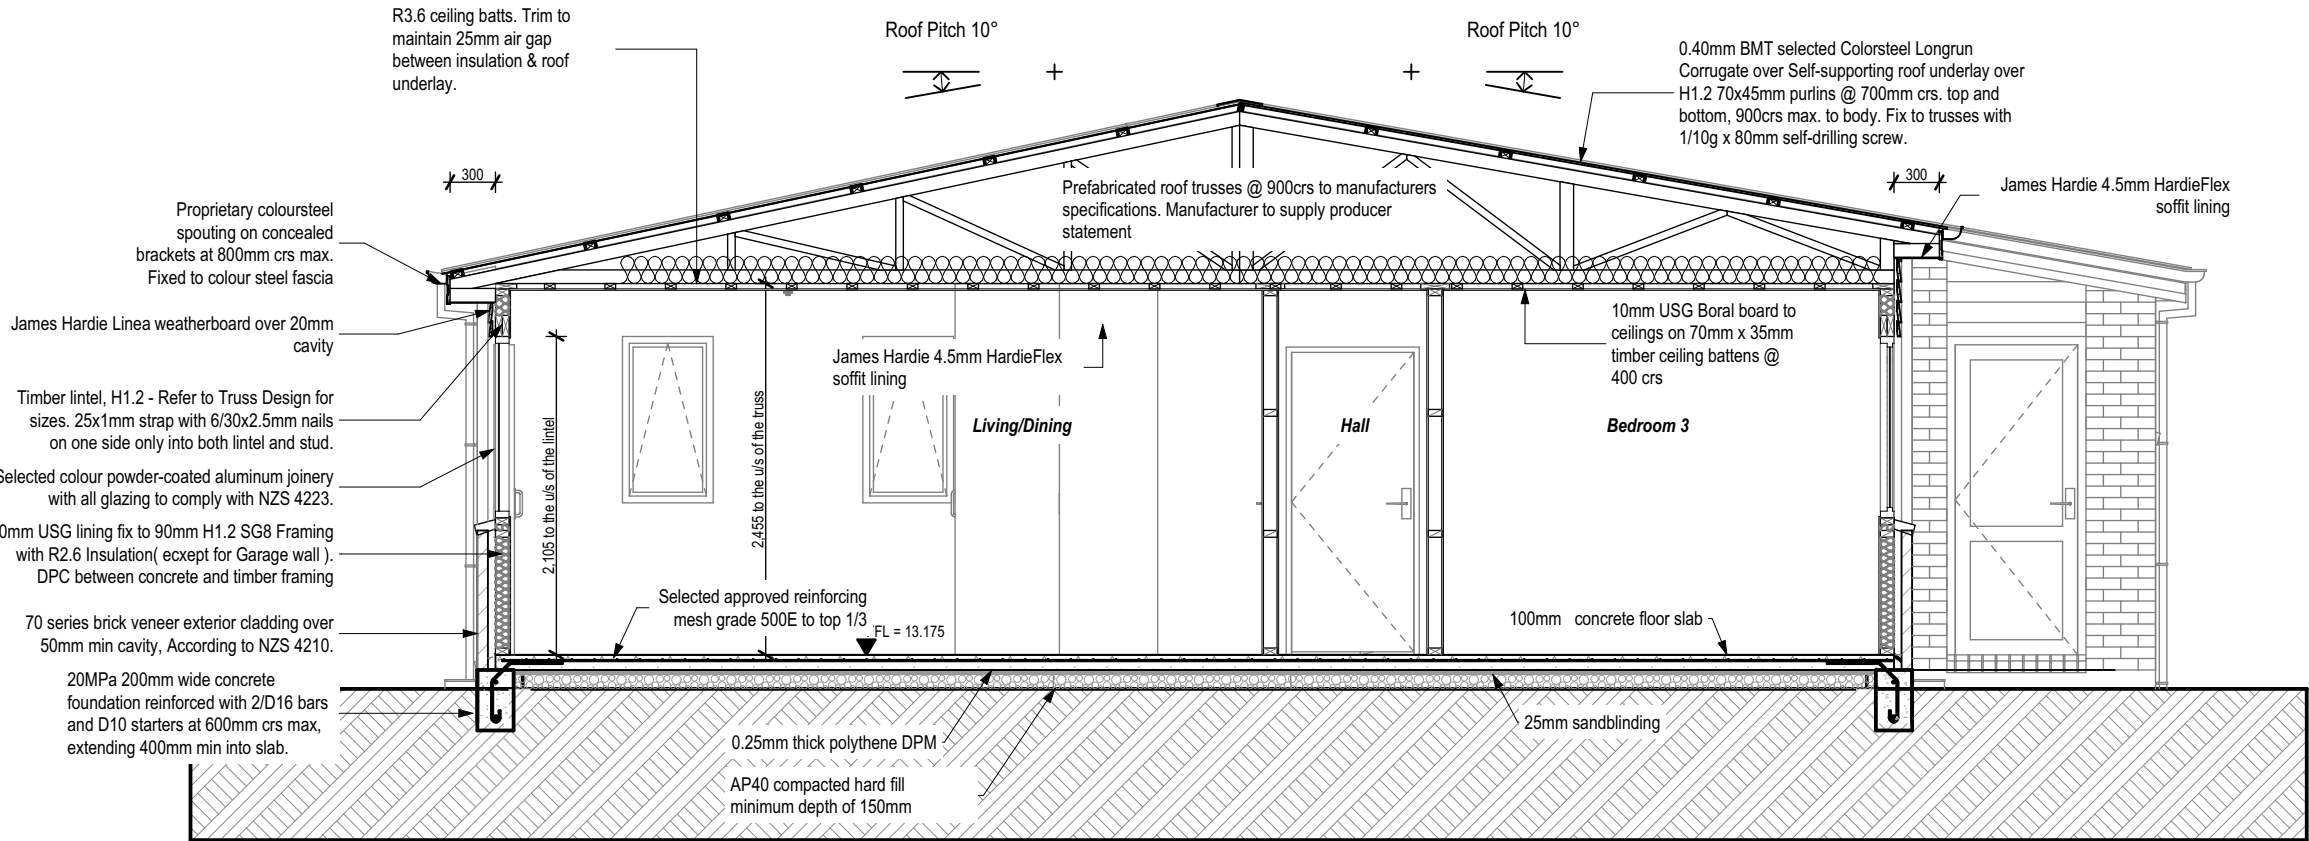 R3.6 ceiling batts. Trim to
maintain 25mm air gap
between insulation & roof
underlay.
Roof Pitch 10°
Roof Pitch 10°
0.40mm BMT selected Colorsteel Longrun
Corrugate over Self-supporting roof underlay over
H1.2 70x45mm purlins @ 700mm crs. top and
bottom, 900crs max. to body. Fix to trusses with
1/10g x 80mm self-drilling screw.
300
300
James Hardie 4.5mm HardieFlex
soffit lining
Prefabricated roof trusses @ 900crs to manufacturers
specifications. Manufacturer to supply producer
statement
Proprietary coloursteel
spouting on concealed
brackets at 800mm crs max.
Fixed to colour steel fascia
James Hardie Linea weatherboard over 20mm
cavity
Timber lintel, H1.2 - Refer to Truss Design for
sizes. 25x1mm strap with 6/30x2.5mm nails
on one side only into both lintel and stud.
Selected colour powder-coated aluminum joinery
with all glazing to comply with NZS 4223.
0mm USG lining fix to 90mm H1.2 SG8 Framing
with R2.6 Insulation( ecxept for Garage wall ).
DPC between concrete and timber framing
70 series brick veneer exterior cladding over
50mm min cavity, According to NZS 4210.
20MPa 200mm wide concrete
foundation reinforced with 2/D16 bars
and D10 starters at 600mm crs max,
extending 400mm min into slab.
2,105 to the u/s of the lintel
2,455 to the u/s of the truss
James Hardie 4.5mm HardieFlex
soffit lining
10mm USG Boral board to
ceilings on 70mm x 35mm
timber ceiling battens @
400 crs
Living/Dining
Hall
Bedroom 3
Selected approved reinforcing
mesh grade 500E to top 1/3
FL = 13.175
100mm concrete floor slab
0.25mm thick polythene DPM
25mm sandblinding
AP40 compacted hard fill
minimum depth of 150mm